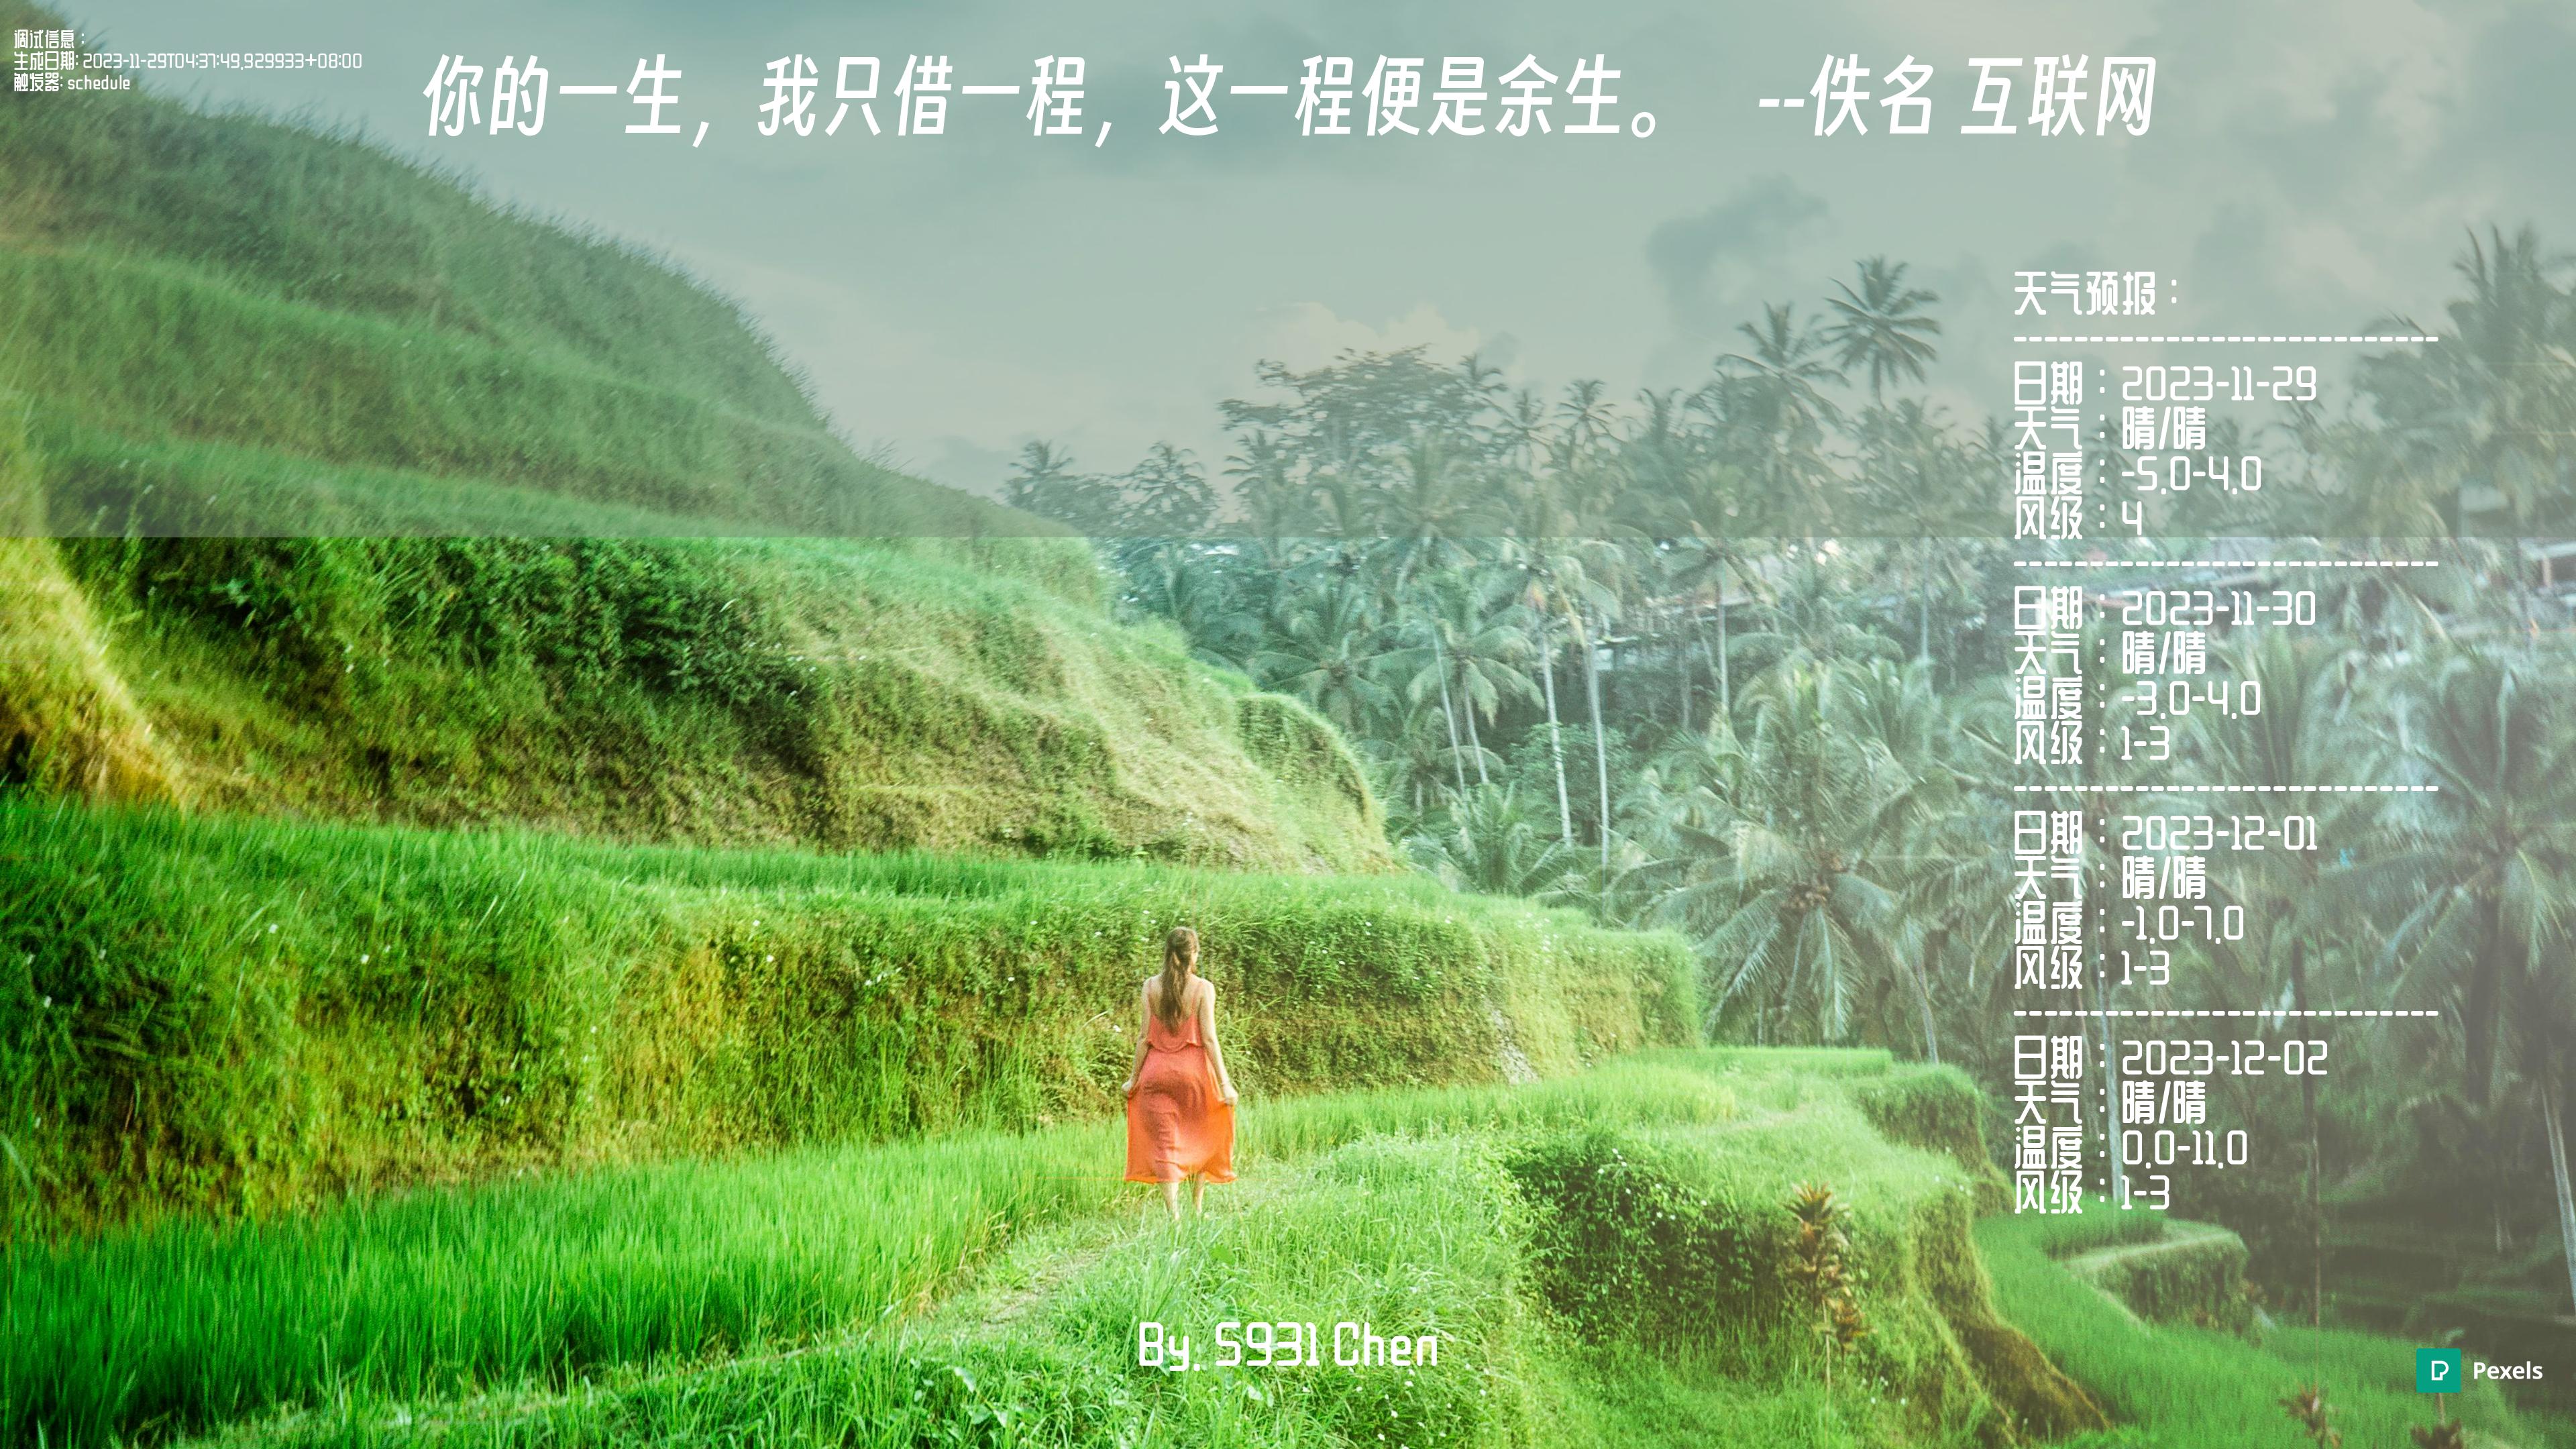 调试信息：
生成日期: 2023-11-29T04:37:49.929933+08:00
触发器: schedule
你的一生，我只借一程，这一程便是余生。 --佚名 互联网
天气预报：
----------------------------
日期：2023-11-29
天气：晴/晴
温度：-5.0-4.0
风级：4
----------------------------
日期：2023-11-30
天气：晴/晴
温度：-3.0-4.0
风级：1-3
----------------------------
日期：2023-12-01
天气：晴/晴
温度：-1.0-7.0
风级：1-3
----------------------------
日期：2023-12-02
天气：晴/晴
温度：0.0-11.0
风级：1-3
By. S931 Chen
Pexels